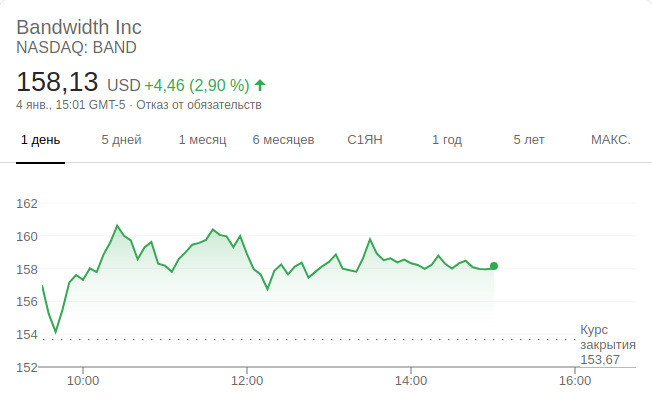 Bandwidth Inc
NASDAQ: BAND
158,13 USD +4,46 (2,90 %)
4 янв., 15:01 GMT-5 · Отказ от обязательств
1 день 5 дней 1 месяц 6 месяцев С1ЯН 1 год 5 лет МАКС.
162
160
158
156
154
152
Курс
закрытия
153,67
10:00 12:00 14:00 16:00